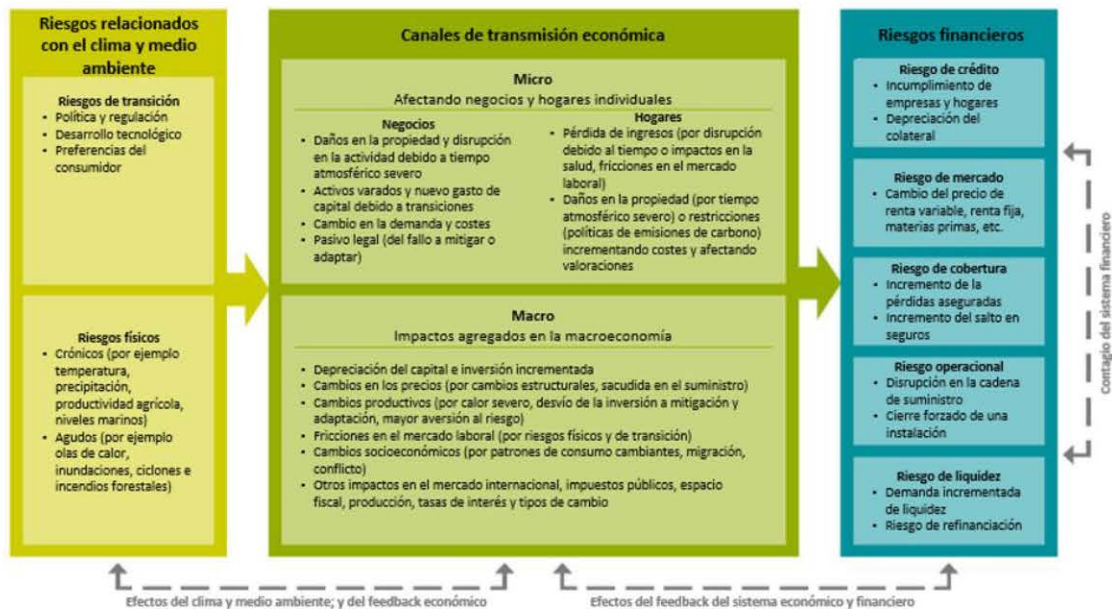 Riesgos relacionados
con el clima y medio
ambiente
Riesgos de transición
• Política y regulación
• Desarrollo tecnológico
• Preferencias del
consumidor
Riesgos físicos
• Crónicos (por ejemplo
temperatura,
precipitación,
productividad agrícola,
niveles marinos)
• Agudos (por ejemplo
olas de calor,
inundaciones, ciclones e
incendios forestales)
Canales de transmisión económica
Micro
Afectando negocios y hogares individuales
Negocios
• Daños en la propiedad y disrupción
en la actividad debido a tiempo
atmosférico severo
• Activos varados y nuevo gasto de
capital debido a transiciones
• Cambio en la demanda y costes
• Pasivo legal (del fallo a mitigar o
adaptar)
Hogares
• Pérdida de ingresos (por disrupción
debido al tiempo o impactos en la
salud, fricciones en el mercado
laboral)
• Daños en la propiedad (por tiempo
atmosférico severo) o restricciones
(políticas de emisiones de carbono)
incrementando costes y afectando
valoraciones
Macro
Impactos agregados en la macroeconomía
• Depreciación del capital e inversión incrementada
• Cambios en los precios (por cambios estructurales, sacudida en el suministro)
• Cambios productivos (por calor severo, desvío de la inversión a mitigación y
adaptación, mayor aversión al riesgo)
• Fricciones en el mercado laboral (por riesgos físicos y de transición)
• Cambios socioeconómicos (por patrones de consumo cambiantes, migración,
conflicto)
• Otros impactos en el mercado internacional, impuestos públicos, espacio
fiscal, producción, tasas de interés y tipos de cambio
Riesgos financieros
Riesgo de crédito
• Incumplimiento de
empresas y hogares
• Depreciación del
colateral
Riesgo de mercado
• Cambio del precio de
renta variable, renta fija,
materias primas, etc.
Riesgo de cobertura
• Incremento de la
pérdidas aseguradas
• Incremento del salto en
seguros
Riesgo operacional
• Disrupción en la cadena
de suministro
• Cierre forzado de una
instalación
Riesgo de liquidez
• Demanda incrementada
de liquidez
• Riesgo de refinanciación
Contagio del sistema financiero
Efectos del clima y medio ambiente; y del feedback económico
Efectos del feedback del sistema económico y financiero